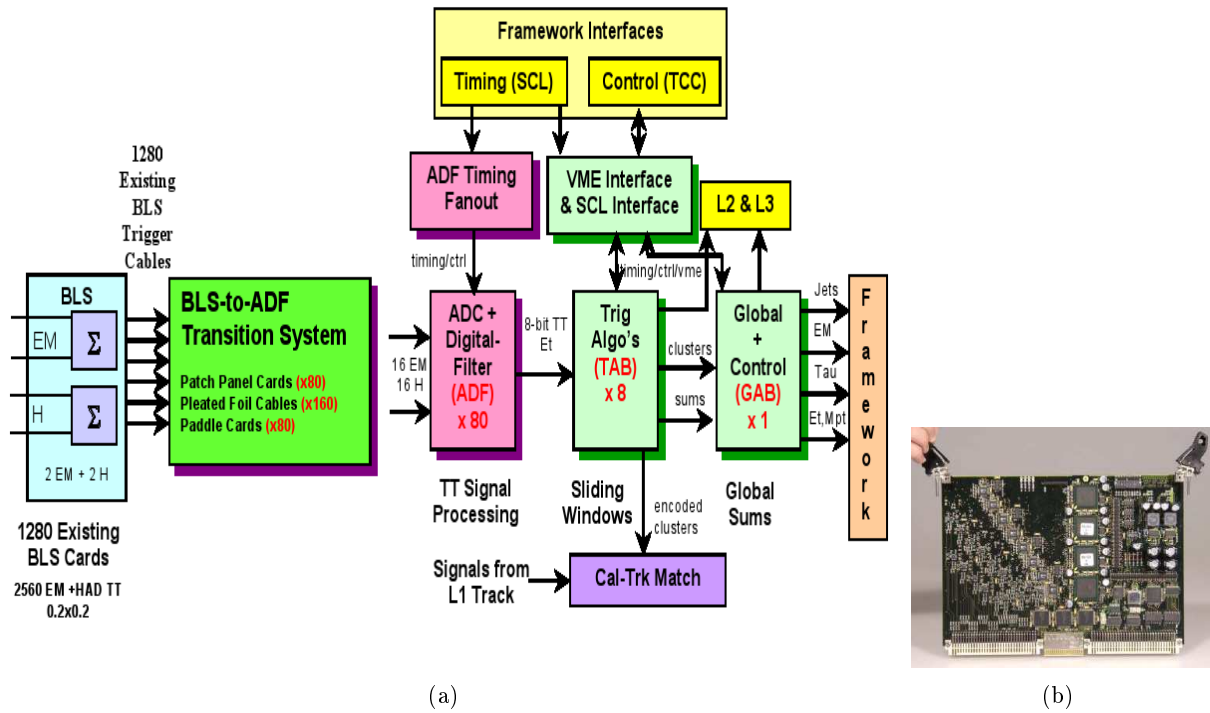 Framework Interfaces
Timing (SCL)
Control (TCC)
1280
Existing
BLS
Trigger
Cables
ADF Timing
Fanout
VME Interface
& SCL Interface
L2 & L3
timing/ctrl
timing/ctrl/vme
BLS
EM
Σ
H
Σ
2 EM + 2 H
BLS-to-ADF
Transition System
Patch Panel Cards (x80)
Pleated Foil Cables (x160)
Paddle Cards (x80)
16 EM
16 H
ADC +
Digital-
Filter
(ADF)
x 80
8-bit TT
Et
Trig
Algo's
(TAB)
x 8
clusters
sums
Global
+
Control
(GAB)
x 1
Jets
EM
Tau
Et,Mpt
Framework
1280 Existing
BLS Cards
2560 EM +HAD TT
0.2x0.2
TT Signal
Processing
Sliding
Windows
Global
Sums
encoded
clusters
Signals from
L1 Track
Cal-Trk Match
(a)
(b)